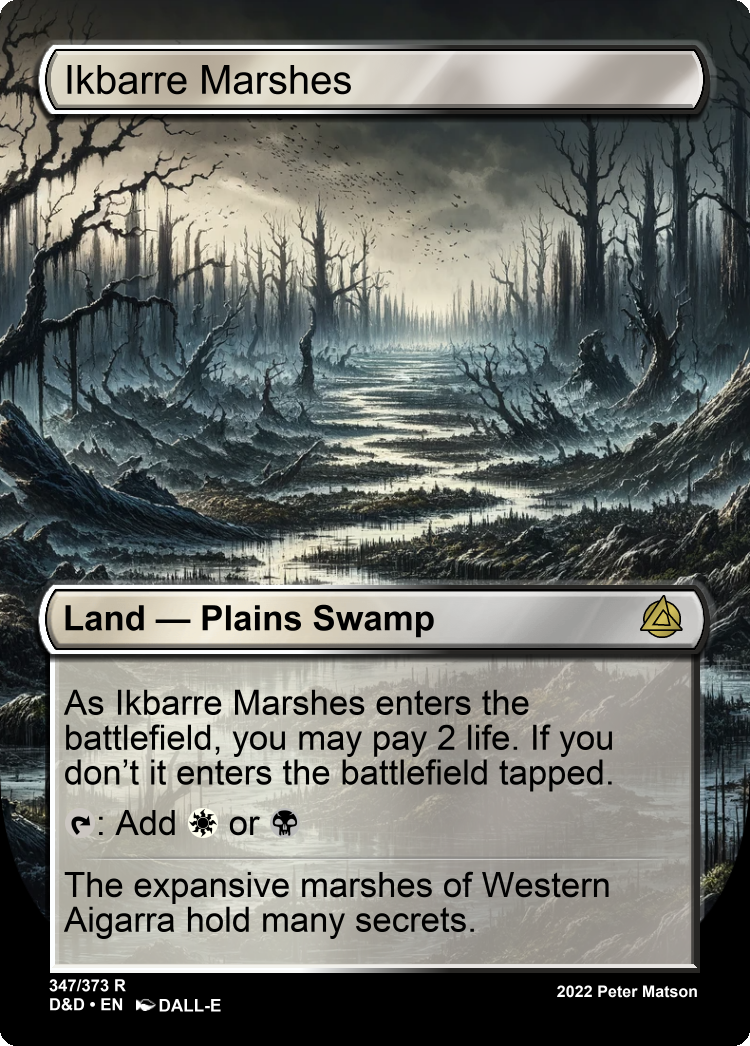 Ikbarre Marshes
Land — Plains Swamp
As Ikbarre Marshes enters the
battlefield, you may pay 2 life. If you
don’t it enters the battlefield tapped.
: Add or
The expansive marshes of Western
Aigarra hold many secrets.
347/373 R
D&D • EN DALL-E
2022 Peter Matson